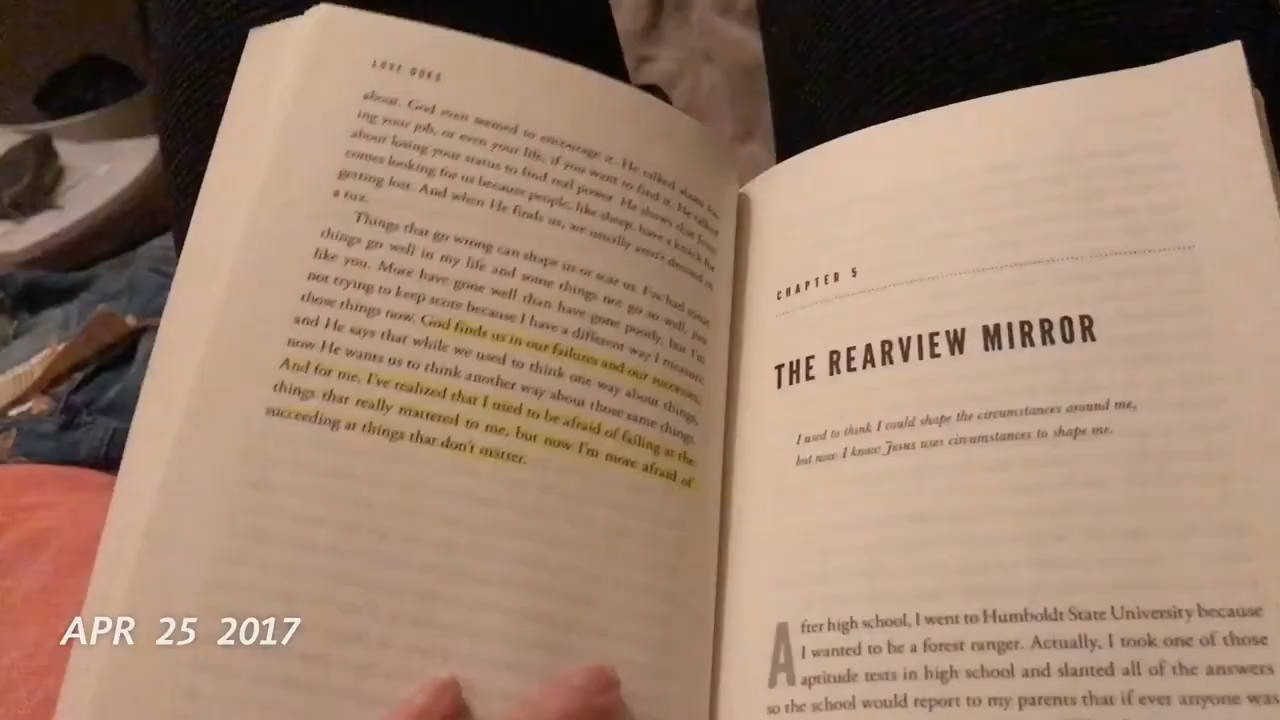 LOVE DOES
about. God even seemed to encourage it. He talked about los-
ing your job, or even your life, if you want to find it. He talked
about losing your status to find real power. He shows that Jesus
comes looking for us because people, like sheep, have a knack for
getting lost. And when He finds us, we usually aren't dressed in
a tux.
Things that go wrong can shape us or scar us. I've had some
things go well in my life and some things not go so well, just
like you. More have gone well than have gone poorly, but I'm
not trying to keep score because I have a different way I measure
those things now. God finds us in our failures and our successes,
and He says that while we used to think one way about things,
now He wants us to think another way about those same things.
And for me, I've realized that I used to be afraid of failing at the
things that really mattered to me, but now I'm more afraid of
succeeding at things that don't matter.
CHAPTER 5
THE REARVIEW MIRROR
I used to think I could shape the circumstances around me,
but now I know Jesus uses circumstances to shape me.
After high school, I went to Humboldt State University because
I wanted to be a forest ranger. Actually, I took one of those
aptitude tests in high school and slanted all of the answers
so the school would report to my parents that if ever anyone was
APR 25 2017